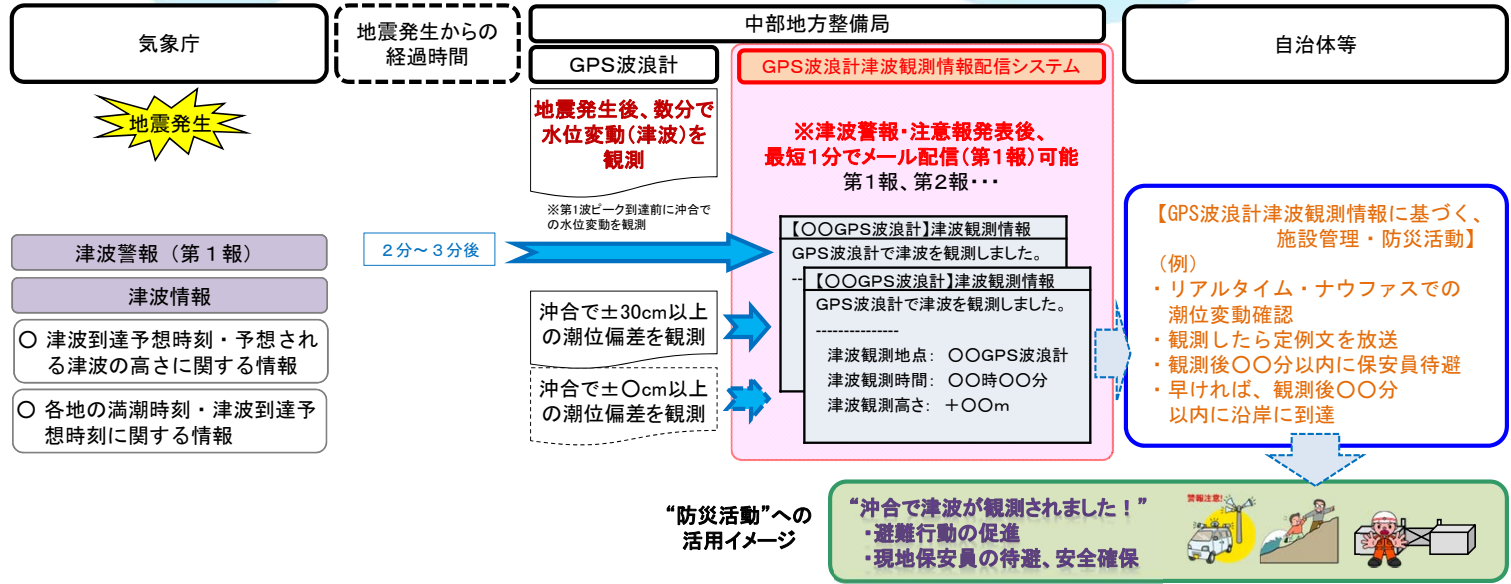 気象庁
地震発生からの
経過時間
中部地方整備局
GPS波浪計
GPS波浪計津波観測情報配信システム
自治体等
地震発生
地震発生後、数分で
水位変動(津波)を
観測
※第1波ピーク到達前に沖合で
の水位変動を観測
※津波警報・注意報発表後、
最短1分でメール配信(第1報)可能
第1報、第2報・・・
津波警報(第1報)
津波情報
〇 津波到達予想時刻・予想され
る津波の高さに関する情報
〇 各地の満潮時刻・津波到達予
想時刻に関する情報
2分～3分後
沖合で±30cm以上
の潮位偏差を観測
沖合で±〇cm以上
の潮位偏差を観測
【〇〇GPS波浪計】津波観測情報
GPS波浪計で津波を観測しました。
--
【〇〇GPS波浪計】津波観測情報
GPS波浪計で津波を観測しました。
---------------
津波観測地点: 〇〇GPS波浪計
津波観測時間: 〇〇時〇〇分
津波観測高さ: +〇〇m
【GPS波浪計津波観測情報に基づく、
施設管理・防災活動】
(例)
・リアルタイム・ナウファスでの
潮位変動確認
・観測したら定例文を放送
・観測後〇〇分以内に保安員待避
・早ければ、観測後〇〇分
以内に沿岸に到達
“防災活動”への
活用イメージ
“沖合で津波が観測されました!”
・避難行動の促進
・現地保安員の待避、安全確保
警報注意!